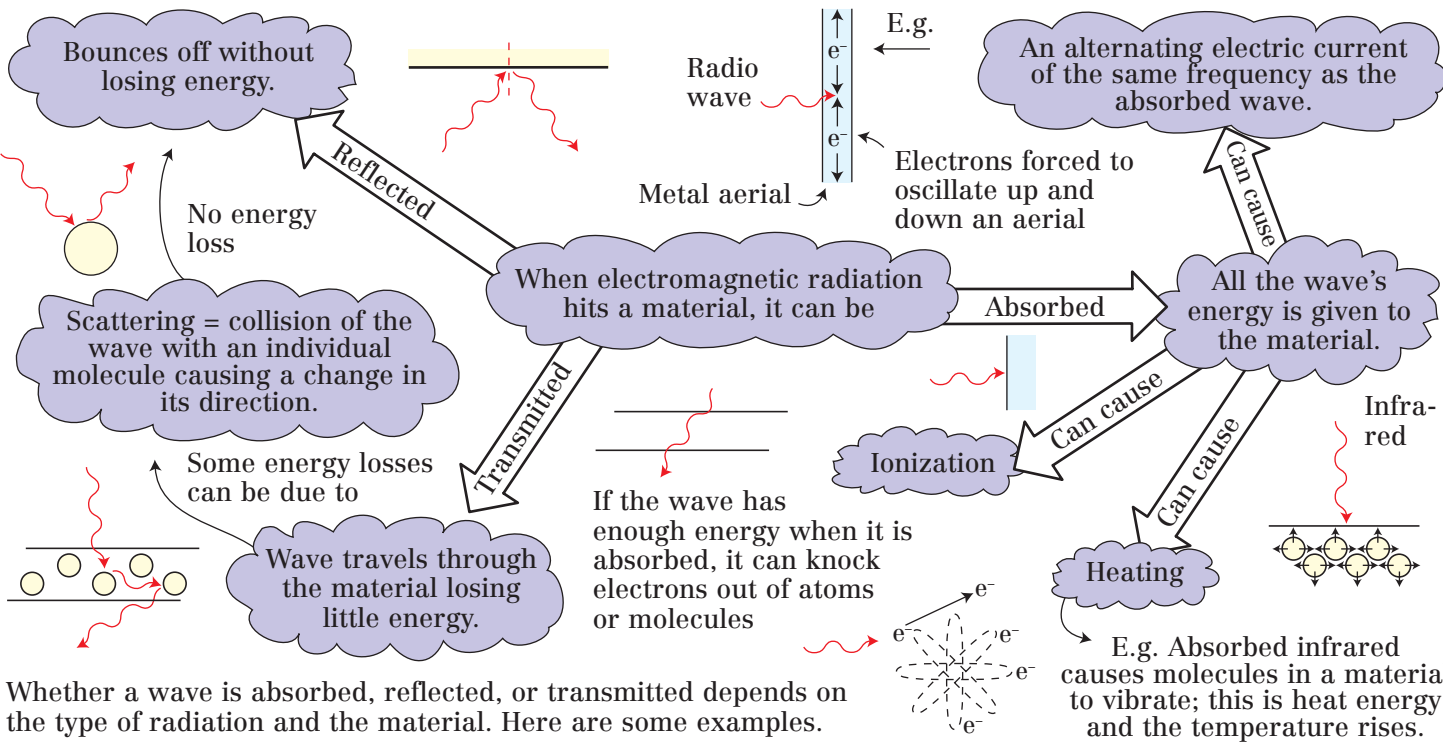 Bounces off without
losing energy.
Reflected
No energy
loss
Scattering = collision of the
wave with an individual
molecule causing a change in
its direction.
Some energy losses
can be due to
Wave travels through
the material losing
little energy.
Transmitted
When electromagnetic radiation
hits a material, it can be
Radio
wave
Metal aerial
e⁻
e⁻
E.g.
Electrons forced to
oscillate up and
down an aerial
Absorbed
All the wave’s
energy is given to
the material.
Can cause
An alternating electric current
of the same frequency as the
absorbed wave.
Can cause
Ionization
If the wave has
enough energy when it is
absorbed, it can knock
electrons out of atoms
or molecules
e⁻
e⁻
e⁻
e⁻
e⁻
Can cause
Heating
Infra-
red
E.g. Absorbed infrared
causes molecules in a materia
to vibrate; this is heat energy
and the temperature rises.
Whether a wave is absorbed, reflected, or transmitted depends on
the type of radiation and the material. Here are some examples.